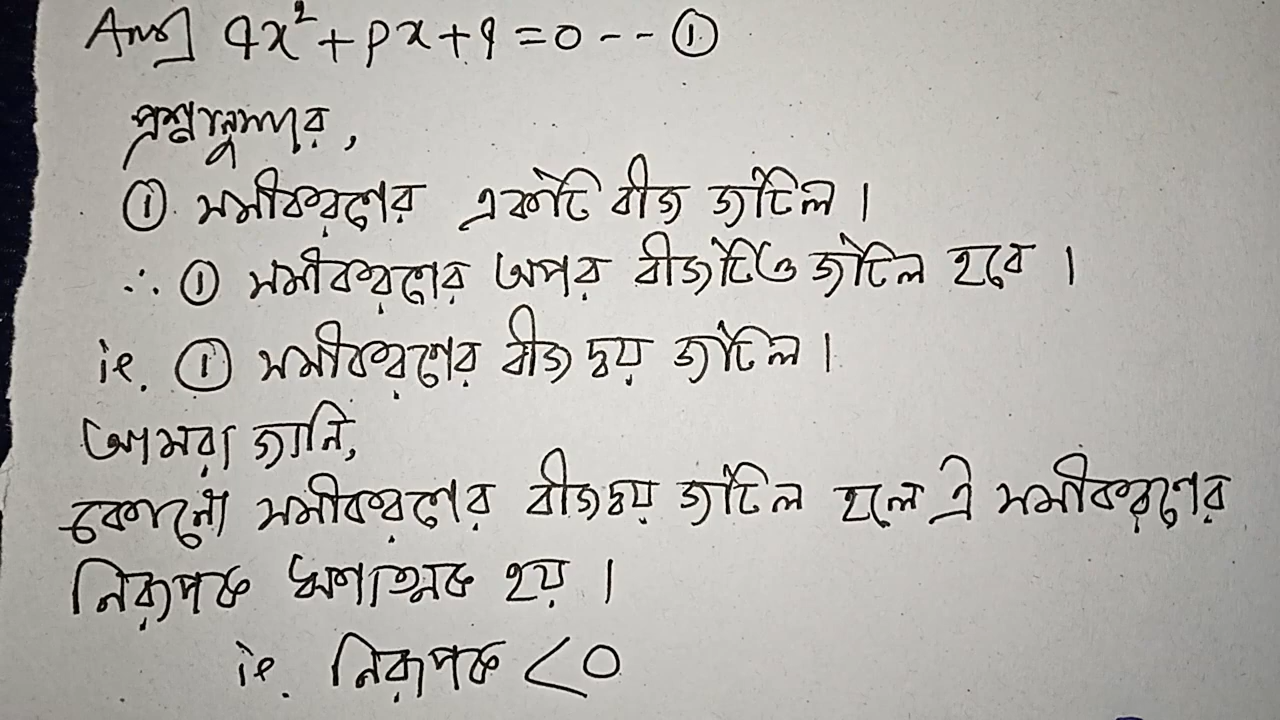 Ans] 9x² + px + 9 = 0 -- ①
প্রশ্নানুসারে,
① সমীকরণের একটি বীজ জটিল।
∴ ① সমীকরণের অপর বীজটিও জটিল হবে।
ie. ① সমীকরণের বীজদ্বয় জটিল।
আমরা জানি,
কোনো সমীকরণের বীজদ্বয় জটিল হলে ঐ সমীকরণের
নিরূপক ঋণাত্মক হয়।
ie. নিরূপক < 0